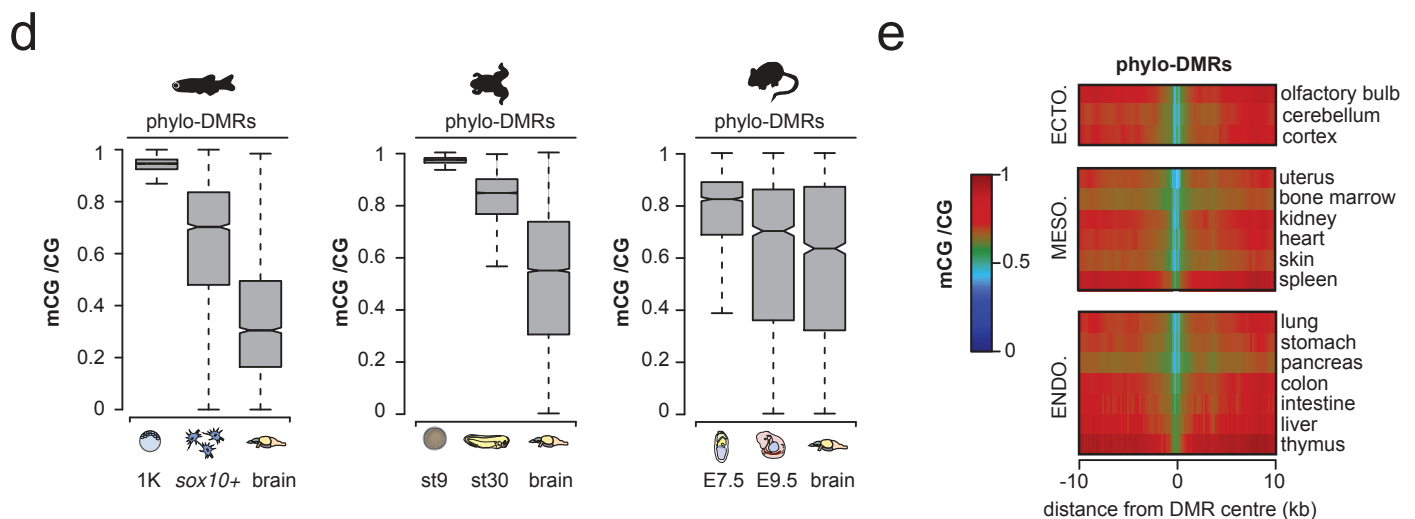 d
phylo-DMRs
mCG /CG
1
0.8
0.6
0.4
0.2
0
1K sox10+ brain
phylo-DMRs
mCG /CG
1
0.8
0.6
0.4
0.2
0
st9 st30 brain
phylo-DMRs
mCG /CG
1
0.8
0.6
0.4
0.2
0
E7.5 E9.5 brain
e
phylo-DMRs
mCG /CG
1
0.5
0
ECTO.
olfactory bulb
cerebellum
cortex
MESO.
uterus
bone marrow
kidney
heart
skin
spleen
ENDO.
lung
stomach
pancreas
colon
intestine
liver
thymus
-10 0 10
distance from DMR centre (kb)